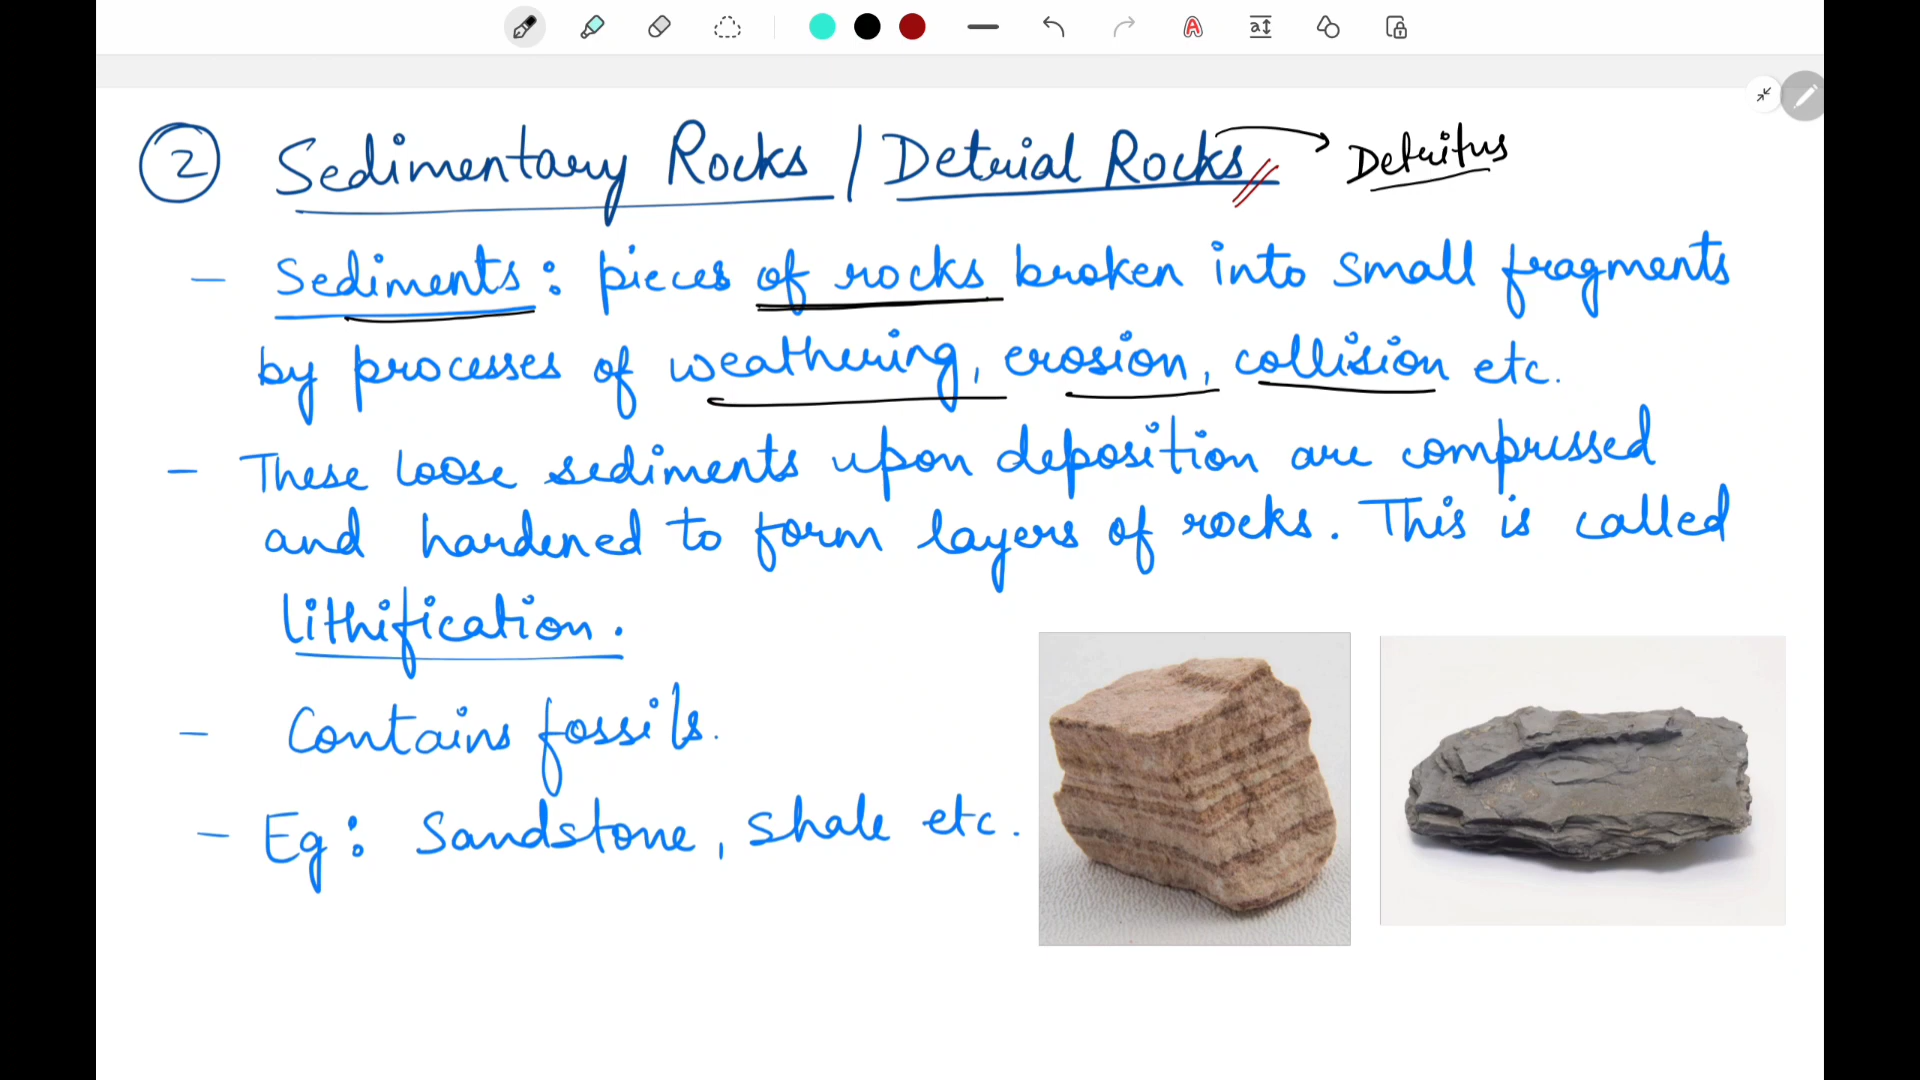 2 Sedimentary Rocks / Detrial Rocks → Detritus
- Sediments : pieces of rocks broken into small fragments
by processes of weathering, erosion, collision etc.
- These loose sediments upon deposition are compressed
and hardened to form layers of rocks. This is called
lithification.
- Contains fossils.
- Eg : Sandstone, shale etc.